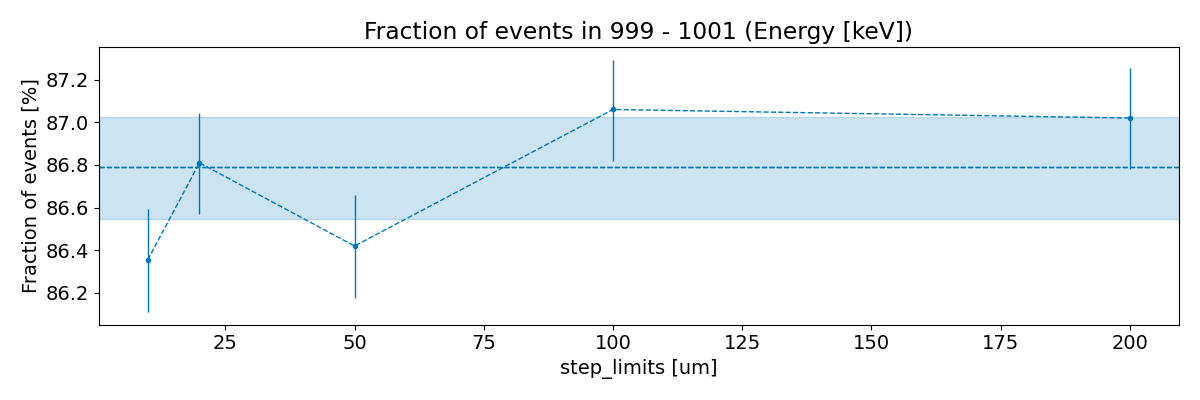 Fraction of events in 999 - 1001 (Energy [keV])
Fraction of events [%]
87.2
87.0
86.8
86.6
86.4
86.2
25 50 75 100 125 150 175 200
step_limits [um]